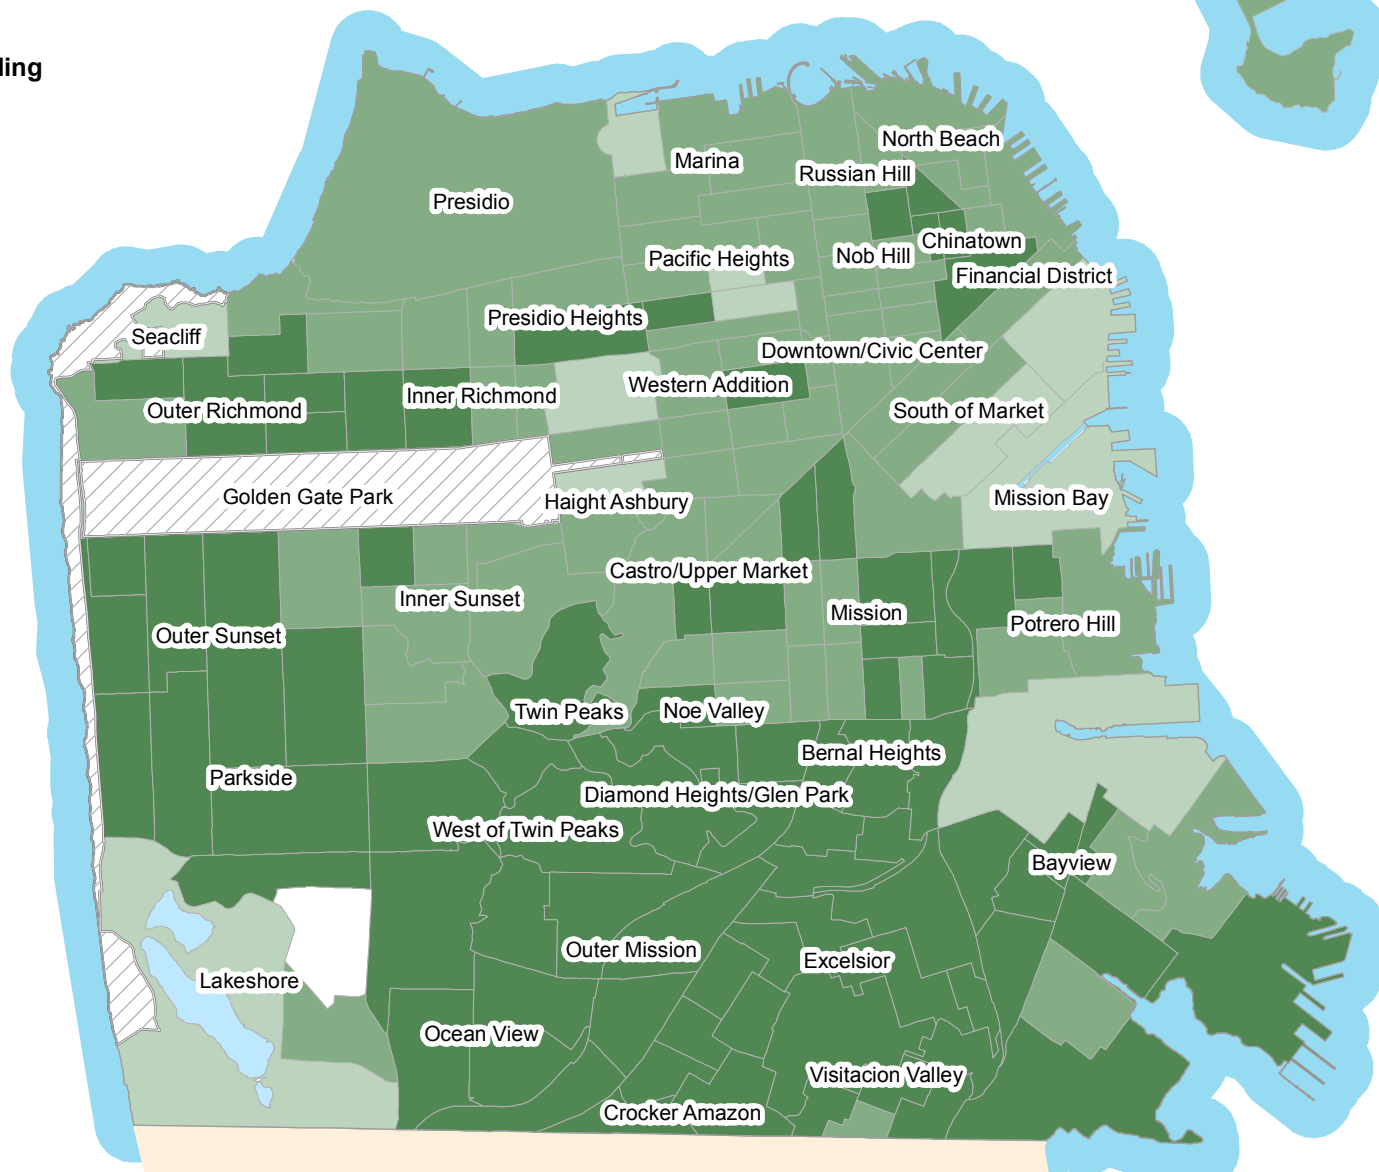 North Beach
Marina
Russian Hill
Presidio
Chinatown
Nob Hill
Pacific Heights
Financial District
Presidio Heights
Seacliff
Downtown/Civic Center
Western Addition
Inner Richmond
Outer Richmond
South of Market
Golden Gate Park
Mission Bay
Haight Ashbury
Castro/Upper Market
Inner Sunset
Mission
Potrero Hill
Outer Sunset
Noe Valley
Twin Peaks
Bernal Heights
Parkside
Diamond Heights/Glen Park
West of Twin Peaks
Bayview
Outer Mission
Excelsior
Lakeshore
Ocean View
Visitacion Valley
Crocker Amazon